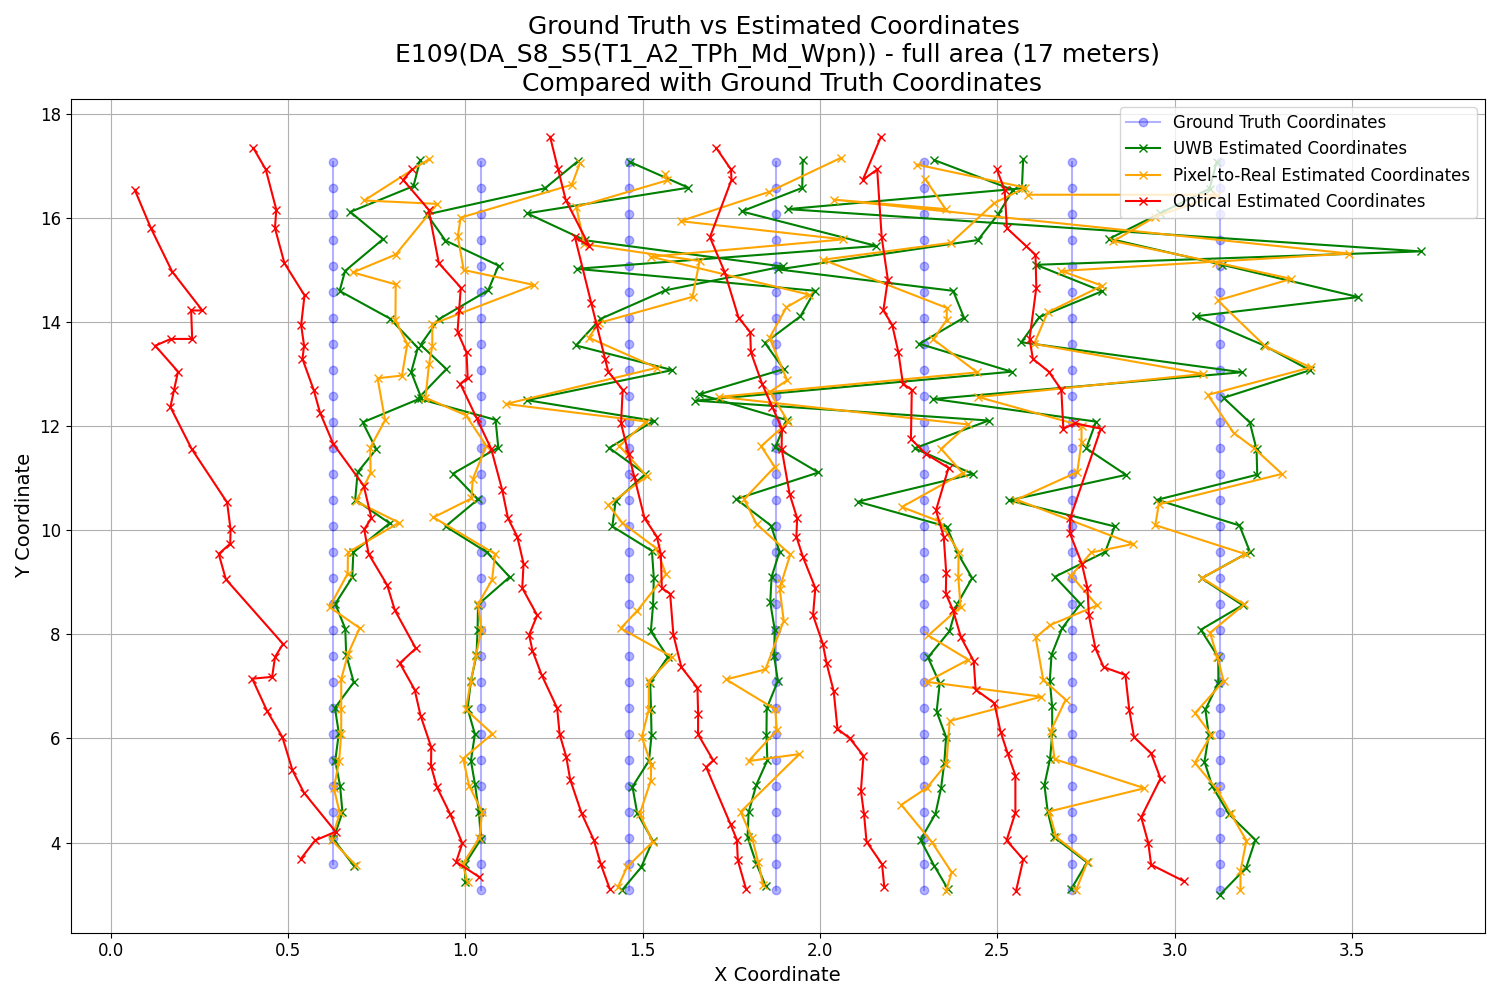 Ground Truth vs Estimated Coordinates
E109(DA_S8_S5(T1_A2_TPh_Md_Wpn)) - full area (17 meters)
Compared with Ground Truth Coordinates
Ground Truth Coordinates
UWB Estimated Coordinates
Pixel-to-Real Estimated Coordinates
Optical Estimated Coordinates
Y Coordinate
18
16
14
12
10
8
6
4
0.0 0.5 1.0 1.5 2.0 2.5 3.0 3.5
X Coordinate